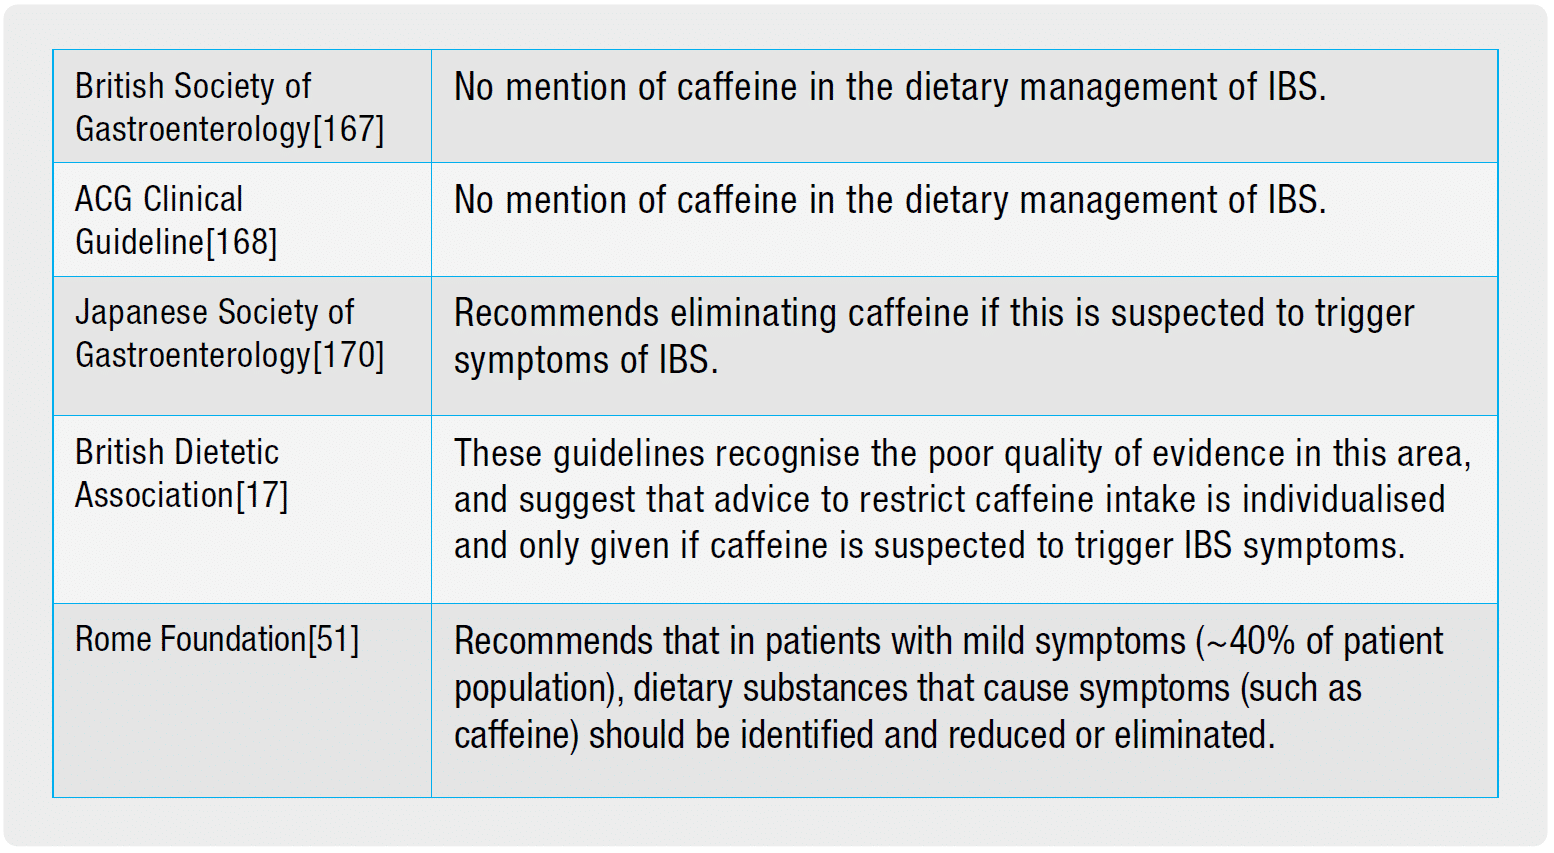 British Society of
Gastroenterology[167]
No mention of caffeine in the dietary management of IBS.
ACG Clinical
Guideline[168]
No mention of caffeine in the dietary management of IBS.
Japanese Society of
Gastroenterology[170]
Recommends eliminating caffeine if this is suspected to trigger
symptoms of IBS.
British Dietetic
Association[17]
These guidelines recognise the poor quality of evidence in this area,
and suggest that advice to restrict caffeine intake is individualised
and only given if caffeine is suspected to trigger IBS symptoms.
Rome Foundation[51]
Recommends that in patients with mild symptoms (~40% of patient
population), dietary substances that cause symptoms (such as
caffeine) should be identified and reduced or eliminated.